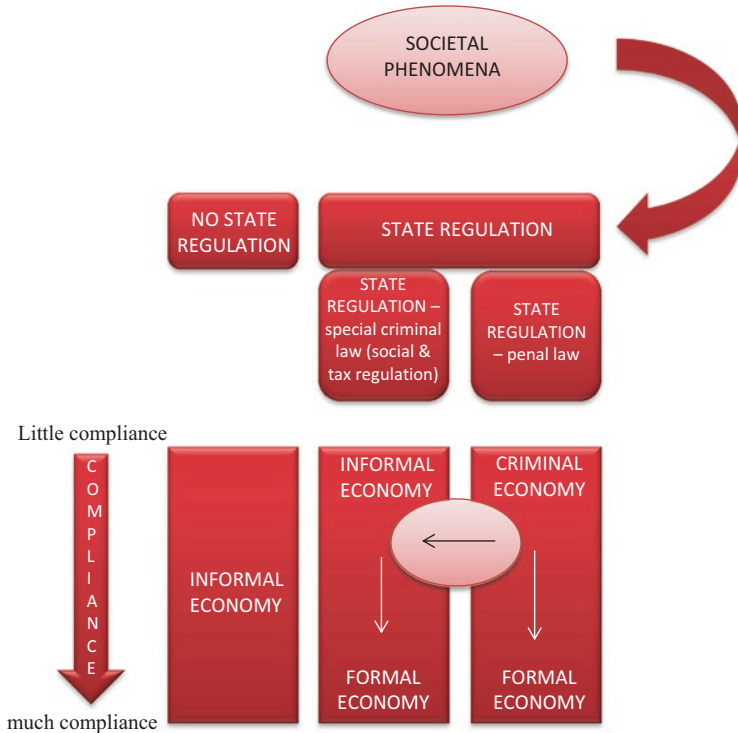 SOCIETAL
PHENOMENA
NO STATE
REGULATION
STATE REGULATION
STATE
REGULATION –
special criminal
law (social &
tax regulation)
STATE
REGULATION
– penal law
Little compliance
COMPLIANCE
much compliance
INFORMAL
ECONOMY
INFORMAL
ECONOMY
FORMAL
ECONOMY
CRIMINAL
ECONOMY
FORMAL
ECONOMY